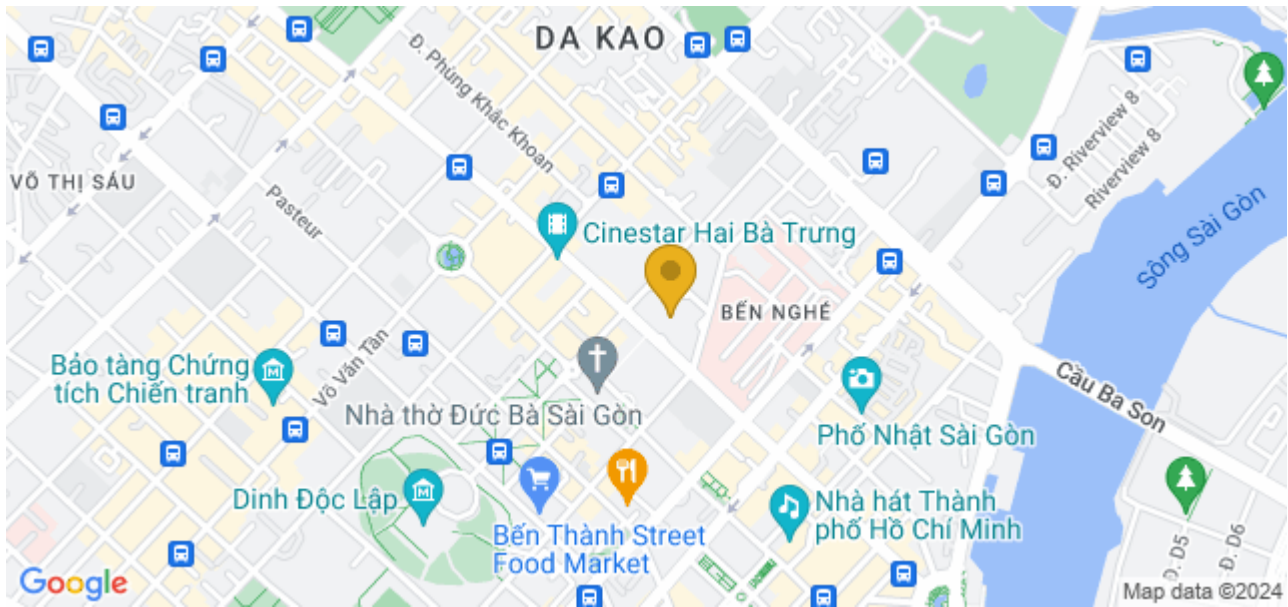 DA KAO
Đ. Phùng Khắc Khoan
Đ. Riverview 8
Riverview 8
VÕ THỊ SÁU
Pasteur
Cinestar Hai Bà Trưng
Sông Sài Gòn
BẾN NGHÉ
Bảo tàng Chứng
tích Chiến tranh
Võ Văn Tần
Cầu Ba Son
Nhà thờ Đức Bà Sài Gòn
Phố Nhật Sài Gòn
Dinh Độc Lập
Nhà hát Thành
phố Hồ Chí Minh
Bến Thành Street
Food Market
Đ. D5
Đ. D6
Google
Map data ©2024